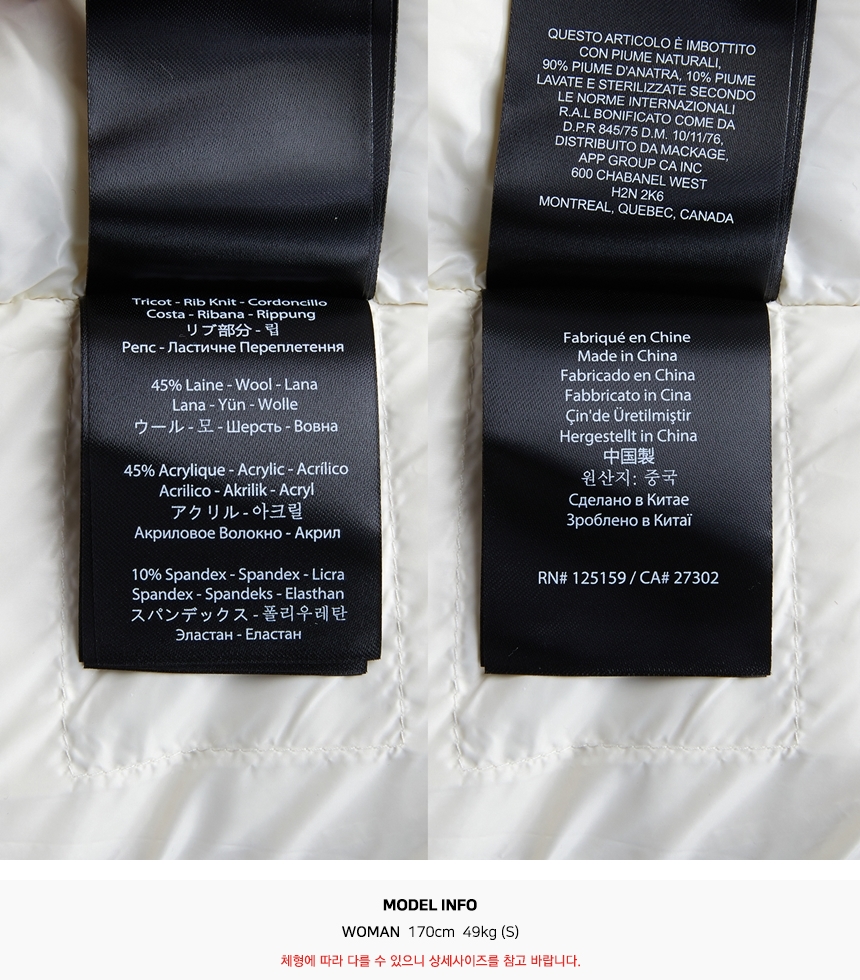 Tricot - Rib Knit - Cordoncillo
Costa - Ribana - Rippung
リブ部分 - 립
Репс - Ластичне Переплетення
45% Laine - Wool - Lana
Lana - Yün - Wolle
ウール - 모 - Шерсть - Вовна
45% Acrylique - Acrylic - Acrílico
Acrilico - Akrilik - Acryl
アクリル - 아크릴
Акриловое Волокно - Акрил
10% Spandex - Spandex - Licra
Spandex - Spandeks - Elasthan
スパンデックス - 폴리우레탄
Эластан - Еластан
QUESTO ARTICOLO È IMBOTTITO
CON PIUME NATURALI,
90% PIUME D'ANATRA, 10% PIUME
LAVATE E STERILIZZATE SECONDO
LE NORME INTERNAZIONALI
R.A.L BONIFICATO COME DA
D.P.R 845/75 D.M. 10/11/76,
DISTRIBUITO DA MACKAGE,
APP GROUP CA INC
600 CHABANEL WEST
H2N 2K6
MONTREAL, QUEBEC, CANADA
Fabriqué en Chine
Made in China
Fabricado en China
Fabbricato in Cina
Çin'de Üretilmiştir
Hergestellt in China
中国製
원산지: 중국
Сделано в Китае
Зроблено в Китаї
RN# 125159 / CA# 27302
MODEL INFO
WOMAN 170cm 49kg (S)
체형에 따라 다를 수 있으니 상세사이즈를 참고 바랍니다.